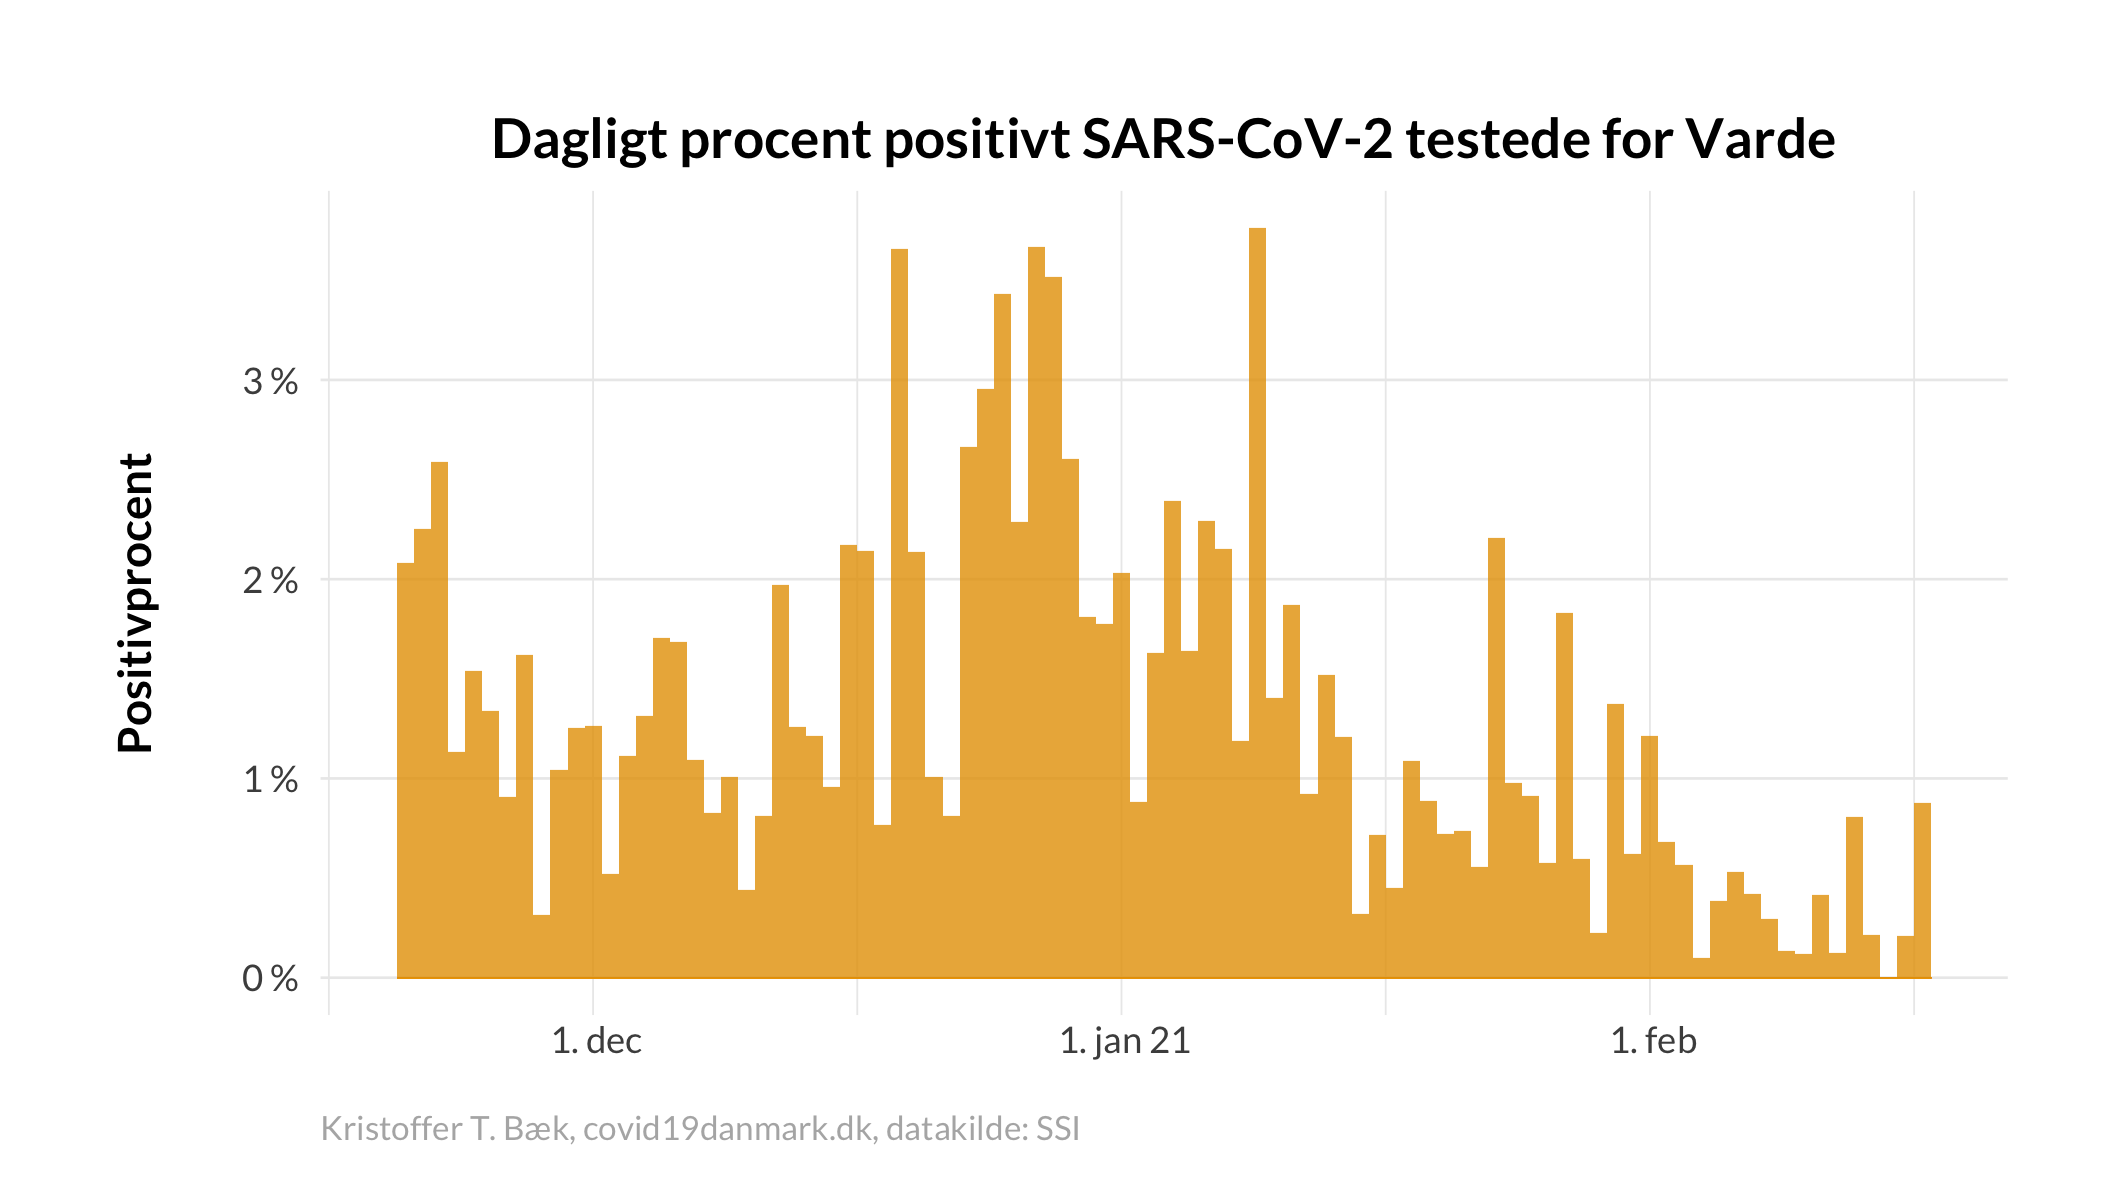 Dagligt procent positivt SARS-CoV-2 testede for Varde
Positivprocent
3 %
2 %
1 %
0 %
1. dec
1. jan 21
1. feb
Kristoffer T. Bæk, covid19danmark.dk, datakilde: SSI